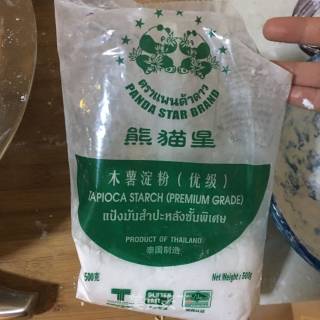 ตราแพนด้าดาว
PANDA STAR BRAND
熊猫星
木薯淀粉（优级）
TAPIOCA STARCH (PREMIUM GRADE)
แป้งมันสำปะหลังชั้นพิเศษ
PRODUCT OF THAILAND
泰国制造
500克
Net Weight: 500g